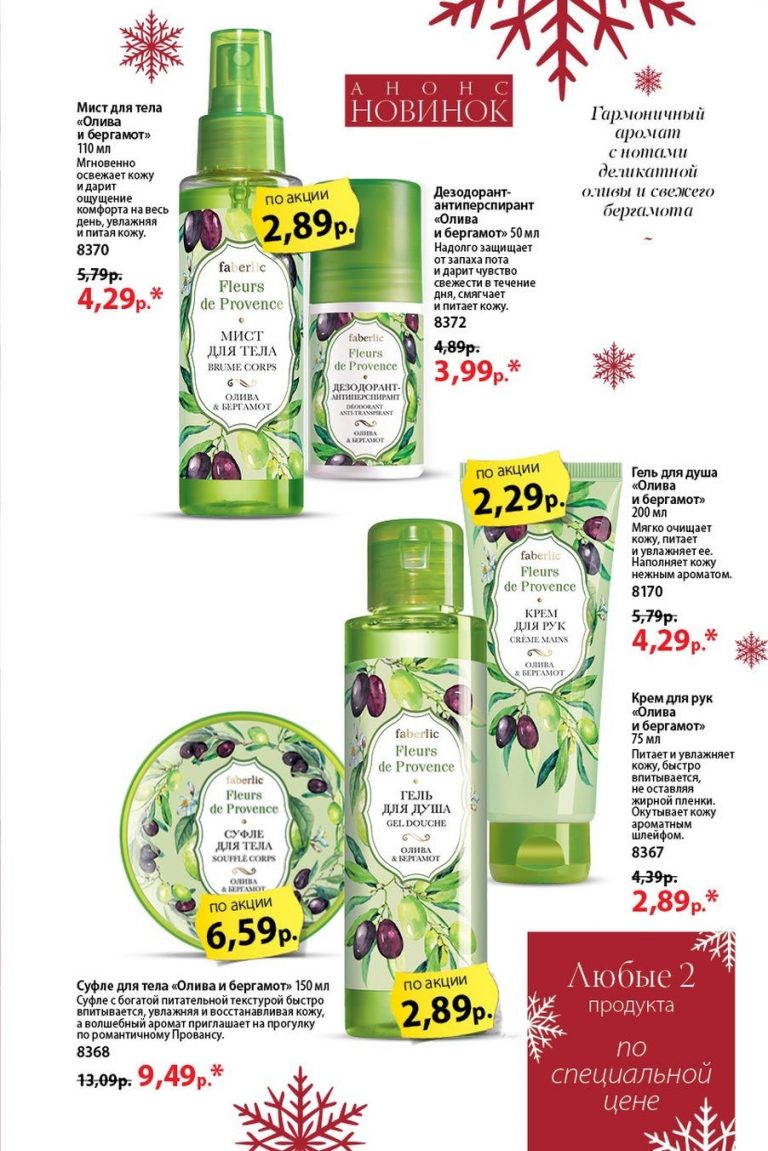 АНОНС
НОВИНОК
Гармоничный
аромат
с нотами
деликатной
оливы и свежего
бергамота
~
Мист для тела
«Олива
и бергамот»
110 мл
Мгновенно
освежает кожу
и дарит
ощущение
комфорта на весь
день, увлажняя
и питая кожу.
8370
5,79р.
4,29р.*
по акции
2,89р.
faberlic
Fleurs
de Provence
МИСТ
ДЛЯ ТЕЛА
BRUME CORPS
ОЛИВА
& БЕРГАМОТ
faberlic
Fleurs
de Provence
ДЕЗОДОРАНТ-
АНТИПЕРСПИРАНТ
DÉODORANT
ANTI-TRANSPIRANT
ОЛИВА
& БЕРГАМОТ
Дезодорант-
антиперспирант
«Олива
и бергамот» 50 мл
Надолго защищает
от запаха пота
и дарит чувство
свежести в течение
дня, смягчает
и питает кожу.
8372
4,89р.
3,99р.*
по акции
2,29р.
faberlic
Fleurs
de Provence
КРЕМ
ДЛЯ РУК
CRÈME MAINS
ОЛИВА
& БЕРГАМОТ
Гель для душа
«Олива
и бергамот»
200 мл
Мягко очищает
кожу, питает
и увлажняет ее.
Наполняет кожу
нежным ароматом.
8170
5,79р.
4,29р.*
Крем для рук
«Олива
и бергамот»
75 мл
Питает и увлажняет
кожу, быстро
впитывается,
не оставляя
жирной пленки.
Окутывает кожу
ароматным
шлейфом.
8367
4,39р.
2,89р.*
faberlic
Fleurs
de Provence
ГЕЛЬ
ДЛЯ ДУША
GEL DOUCHE
ОЛИВА
& БЕРГАМОТ
по акции
2,89р.
faberlic
Fleurs
de Provence
СУФЛЕ
ДЛЯ ТЕЛА
SOUFFLÉ CORPS
ОЛИВА
& БЕРГАМОТ
по акции
6,59р.
Суфле для тела «Олива и бергамот» 150 мл
Суфле с богатой питательной текстурой быстро
впитывается, увлажняя и восстанавливая кожу,
а волшебный аромат приглашает на прогулку
по романтичному Провансу.
8368
13,09р. 9,49р.*
Любые 2
продукта
по
специальной
цене